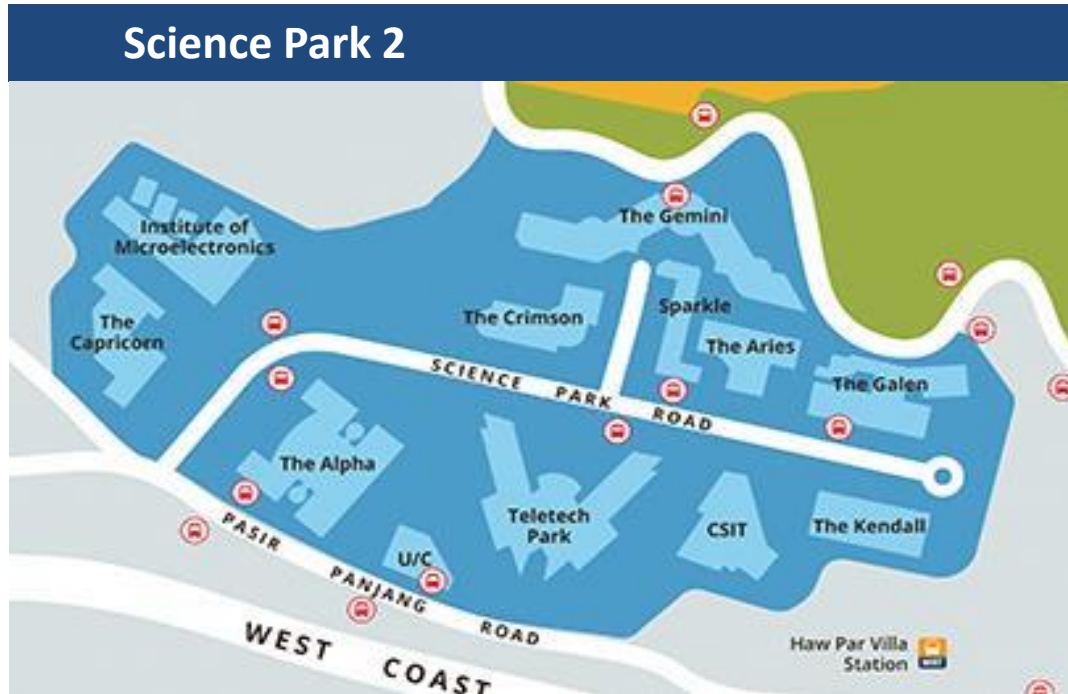 Science Park 2
The Gemini
Institute of
Microelectronics
Sparkle
The Crimson
The
Capricorn
The Aries
SCIENCE PARK ROAD
The Galen
The Alpha
Teletech
Park
CSIT
The Kendall
U/C
PASIR PANJANG ROAD
WEST COAST
Haw Par Villa
Station